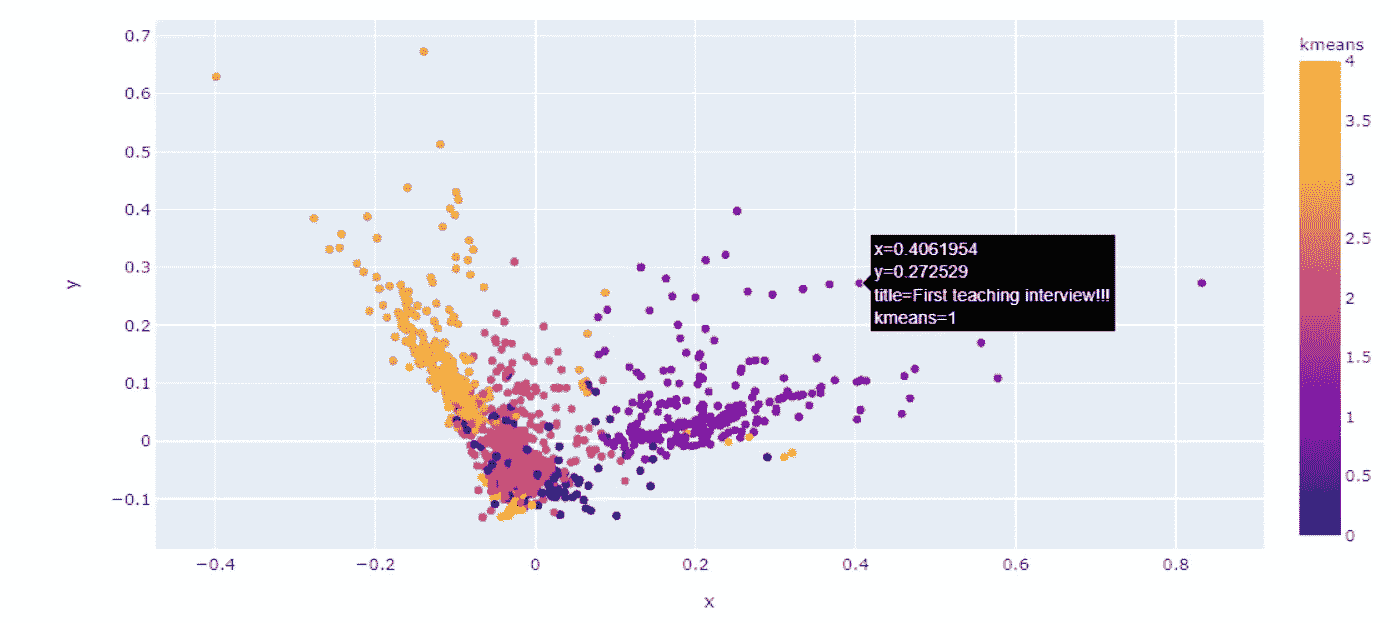 kmeans
0.7
0.6
0.5
0.4
0.3
0.2
0.1
0
−0.1
y
x=0.4061954
y=0.272529
title=First teaching interview!!!
kmeans=1
4
3.5
3
2.5
2
1.5
1
0.5
0
−0.4 −0.2 0 0.2 0.4 0.6 0.8
x